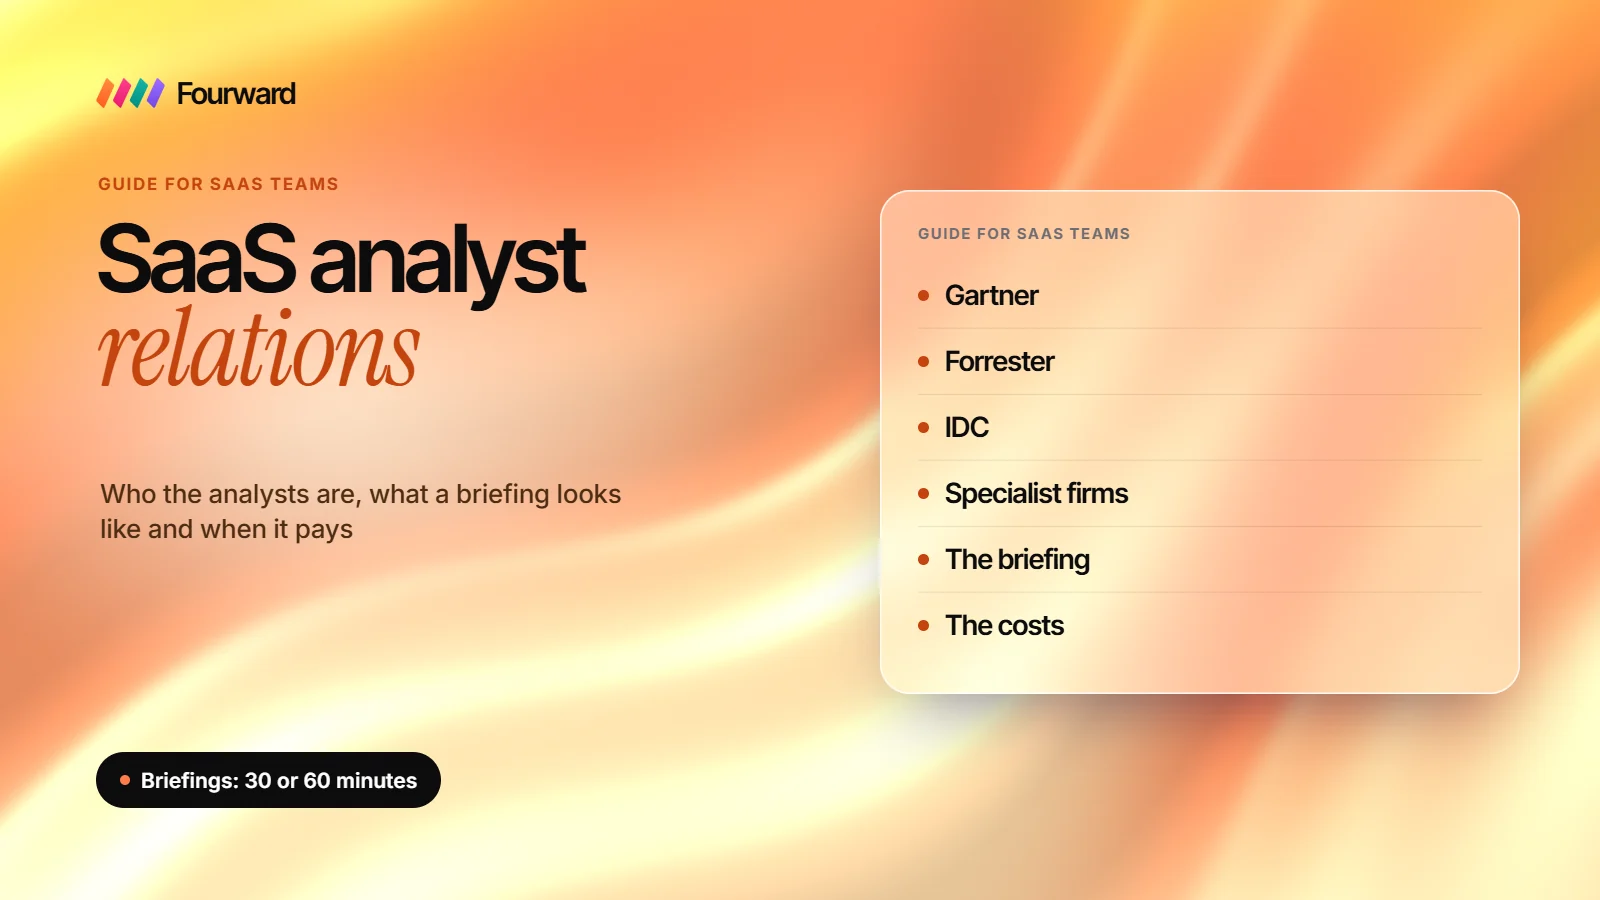 Fourward
GUIDE FOR SAAS TEAMS
SaaS analyst
relations
Who the analysts are, what a briefing looks
like and when it pays
Briefings: 30 or 60 minutes
GUIDE FOR SAAS TEAMS
Gartner
Forrester
IDC
Specialist firms
The briefing
The costs